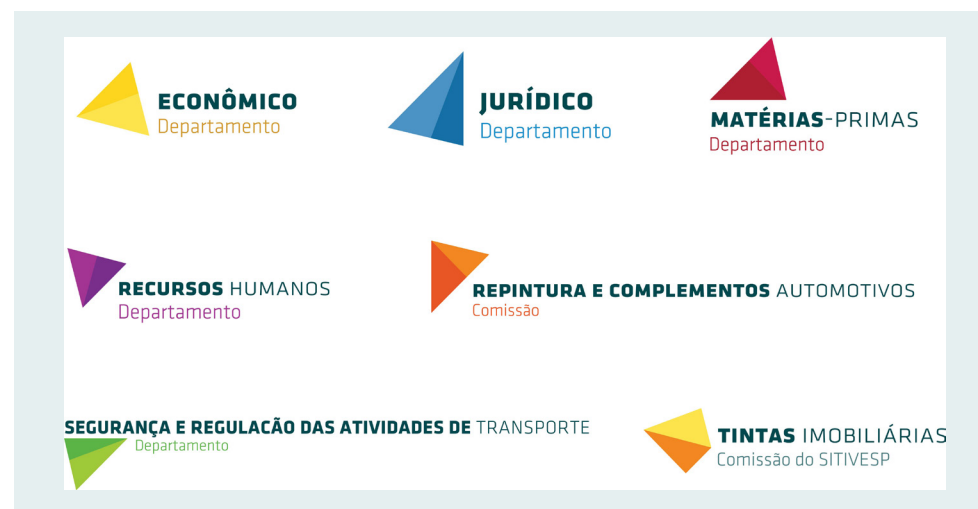 ECONÔMICO
Departamento
JURÍDICO
Departamento
MATÉRIAS-PRIMAS
Departamento
RECURSOS HUMANOS
Departamento
REPINTURA E COMPLEMENTOS AUTOMOTIVOS
Comissão
SEGURANÇA E REGULACÃO DAS ATIVIDADES DE TRANSPORTE
Departamento
TINTAS IMOBILIÁRIAS
Comissão do SITIVESP